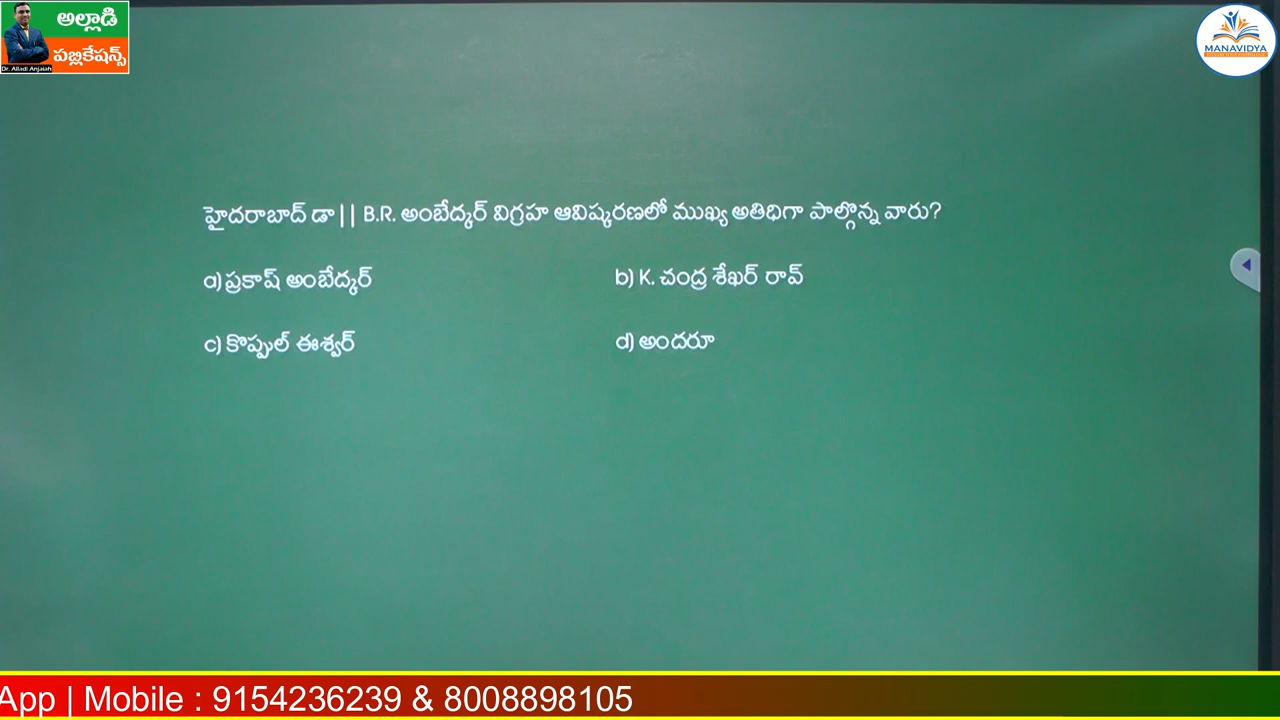 అల్లాడి
పబ్లికేషన్స్
Dr. Alladi Anjaiah
MANAVIDYA
హైదరాబాద్ డా|| B.R. అంబేద్కర్ విగ్రహ ఆవిష్కరణలో ముఖ్య అతిధిగా పాల్గొన్న వారు?
a) ప్రకాష్ అంబేద్కర్
b) K. చంద్ర శేఖర్ రావ్
c) కొప్పుల్ ఈశ్వర్
d) అందరూ
App | Mobile : 9154236239 & 8008898105